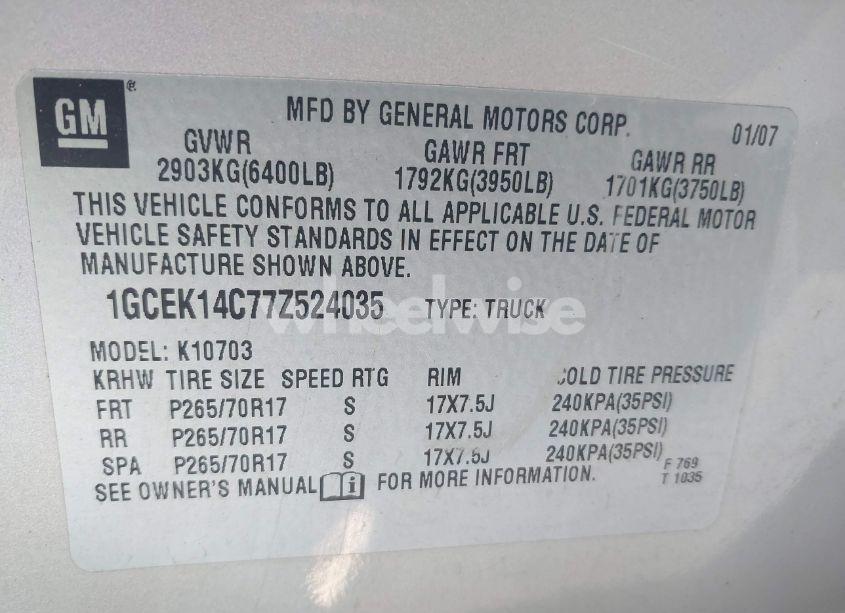 GM ®
MFD BY GENERAL MOTORS CORP. 01/07
GVWR GAWR FRT GAWR RR
2903KG(6400LB) 1792KG(3950LB) 1701KG(3750LB)
THIS VEHICLE CONFORMS TO ALL APPLICABLE U.S. FEDERAL MOTOR
VEHICLE SAFETY STANDARDS IN EFFECT ON THE DATE OF
MANUFACTURE SHOWN ABOVE.
1GCEK14C77Z524035 TYPE: TRUCK
wheelwise
MODEL: K10703
KRHW TIRE SIZE SPEED RTG RIM COLD TIRE PRESSURE
FRT P265/70R17 S 17X7.5J 240KPA(35PSI)
RR P265/70R17 S 17X7.5J 240KPA(35PSI)
SPA P265/70R17 S 17X7.5J 240KPA(35PSI)
F 769
SEE OWNER'S MANUAL i FOR MORE INFORMATION. T 1035